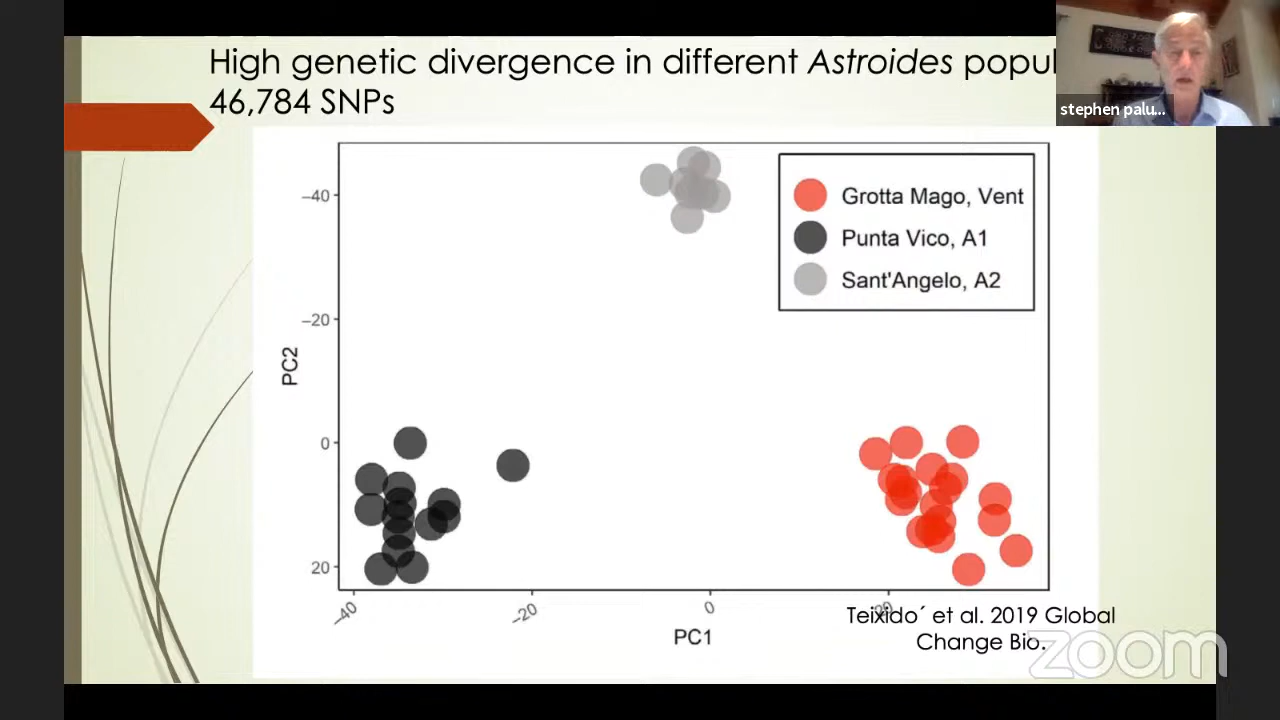 High genetic divergence in different Astroides popul
46,784 SNPs
stephen palu...
Grotta Mago, Vent
Punta Vico, A1
Sant'Angelo, A2
−40
−20
0
20
PC2
−40
−20
0
20
PC1
Teixido´ et al. 2019 Global
Change Bio.
zoom